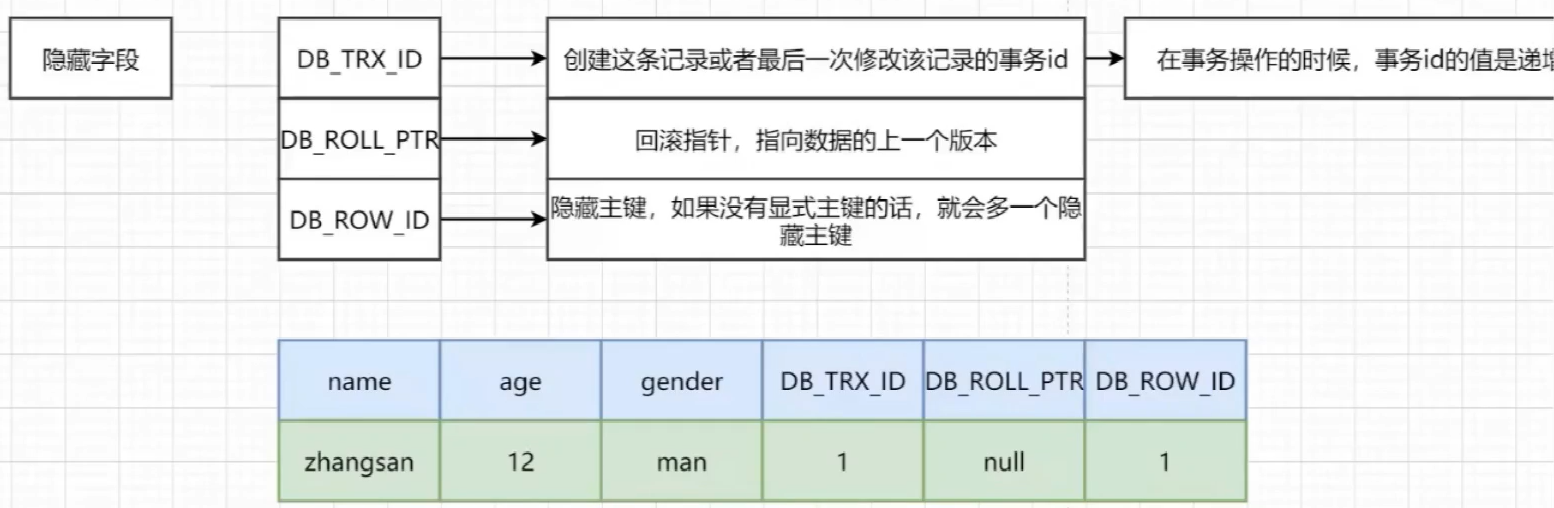 隐藏字段
DB_TRX_ID
创建这条记录或者最后一次修改该记录的事务id
在事务操作的时候，事务id的值是递
DB_ROLL_PTR
回滚指针，指向数据的上一个版本
DB_ROW_ID
隐藏主键，如果没有显式主键的话，就会多一个隐
藏主键
name age gender DB_TRX_ID DB_ROLL_PTR DB_ROW_ID
zhangsan 12 man 1 null 1